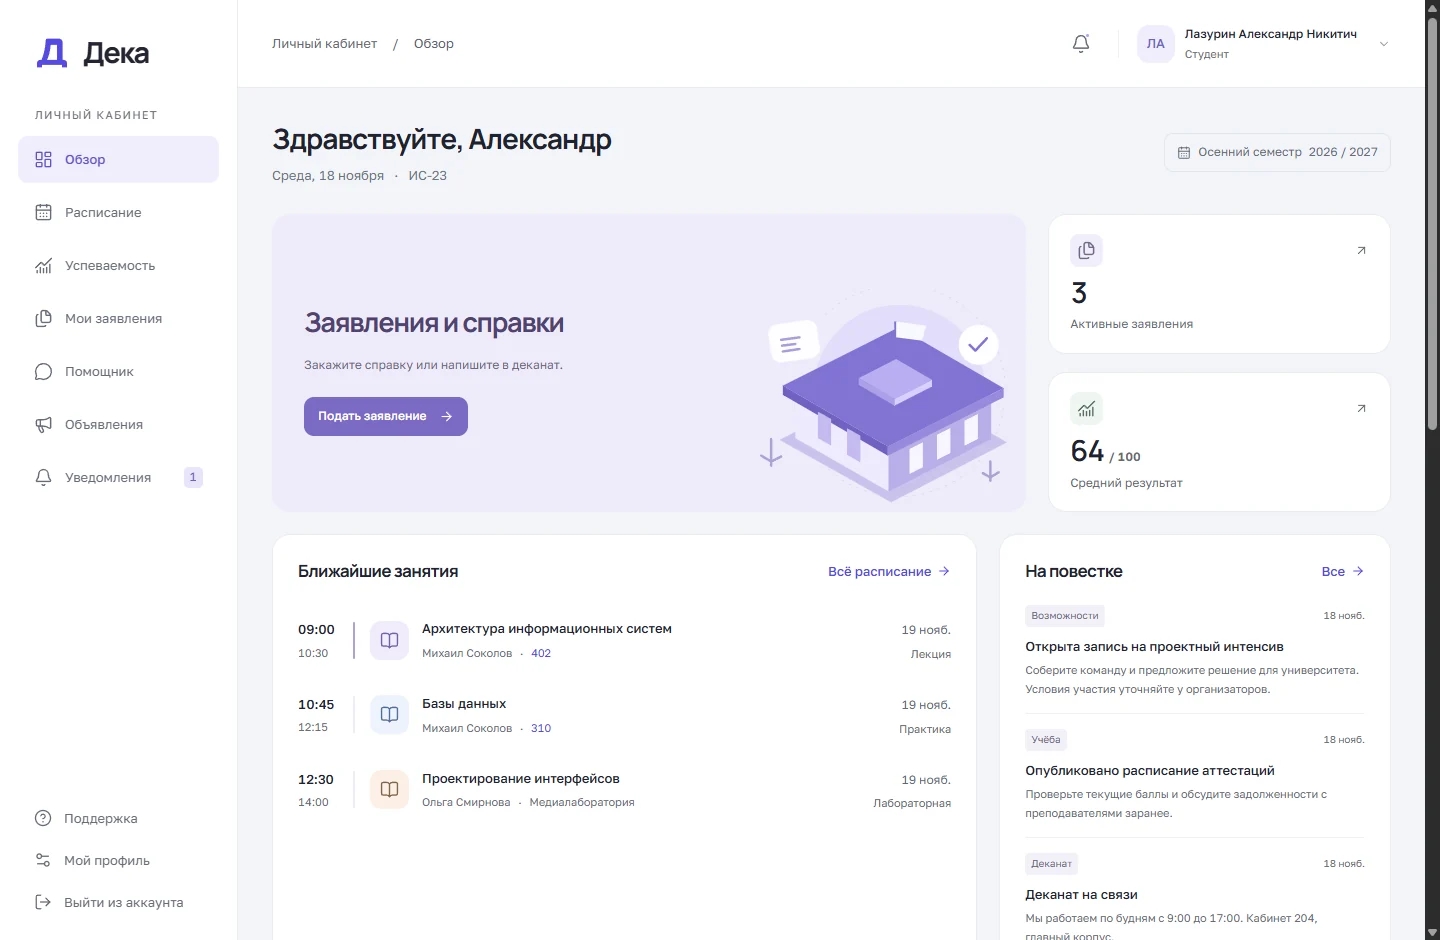 Дека
ЛИЧНЫЙ КАБИНЕТ
Обзор
Расписание
Успеваемость
Мои заявления
Помощник
Объявления
Уведомления 1
Поддержка
Мой профиль
Выйти из аккаунта
Личный кабинет / Обзор
ЛА
Лазурин Александр Никитич
Студент
Здравствуйте, Александр
Среда, 18 ноября · ИС-23
Осенний семестр 2026 / 2027
Заявления и справки
Закажите справку или напишите в деканат.
Подать заявление
3
Активные заявления
64 / 100
Средний результат
Ближайшие занятия
Всё расписание
09:00 Архитектура информационных систем 19 нояб.
10:30 Михаил Соколов · 402 Лекция
10:45 Базы данных 19 нояб.
12:15 Михаил Соколов · 310 Практика
12:30 Проектирование интерфейсов 19 нояб.
14:00 Ольга Смирнова · Медиалаборатория Лабораторная
На повестке
Все
Возможности 18 нояб.
Открыта запись на проектный интенсив
Соберите команду и предложите решение для университета.
Условия участия уточняйте у организаторов.
Учёба 18 нояб.
Опубликовано расписание аттестаций
Проверьте текущие баллы и обсудите задолженности с
преподавателями заранее.
Деканат 18 нояб.
Деканат на связи
Мы работаем по будням с 9:00 до 17:00. Кабинет 204,
главный корпус.